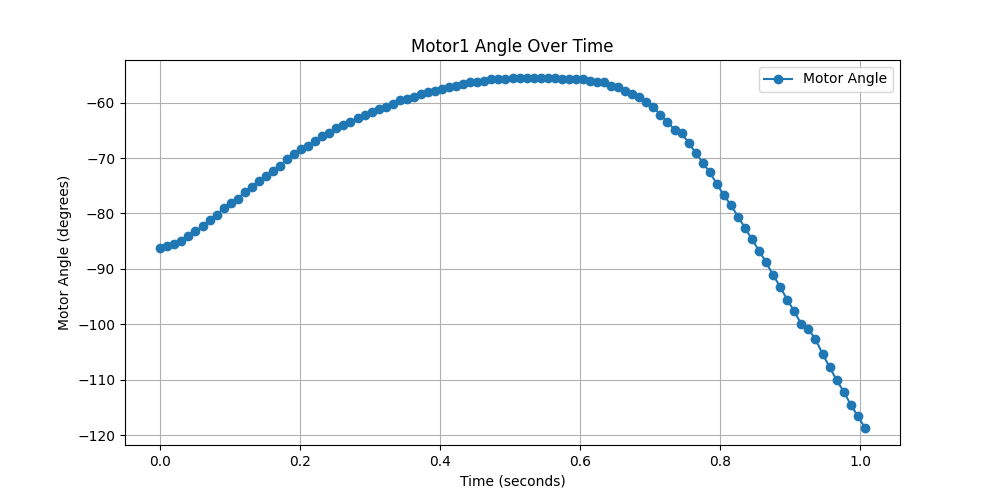 Motor1 Angle Over Time
Motor Angle
−60
−70
−80
−90
−100
−110
−120
Motor Angle (degrees)
0.0 0.2 0.4 0.6 0.8 1.0
Time (seconds)